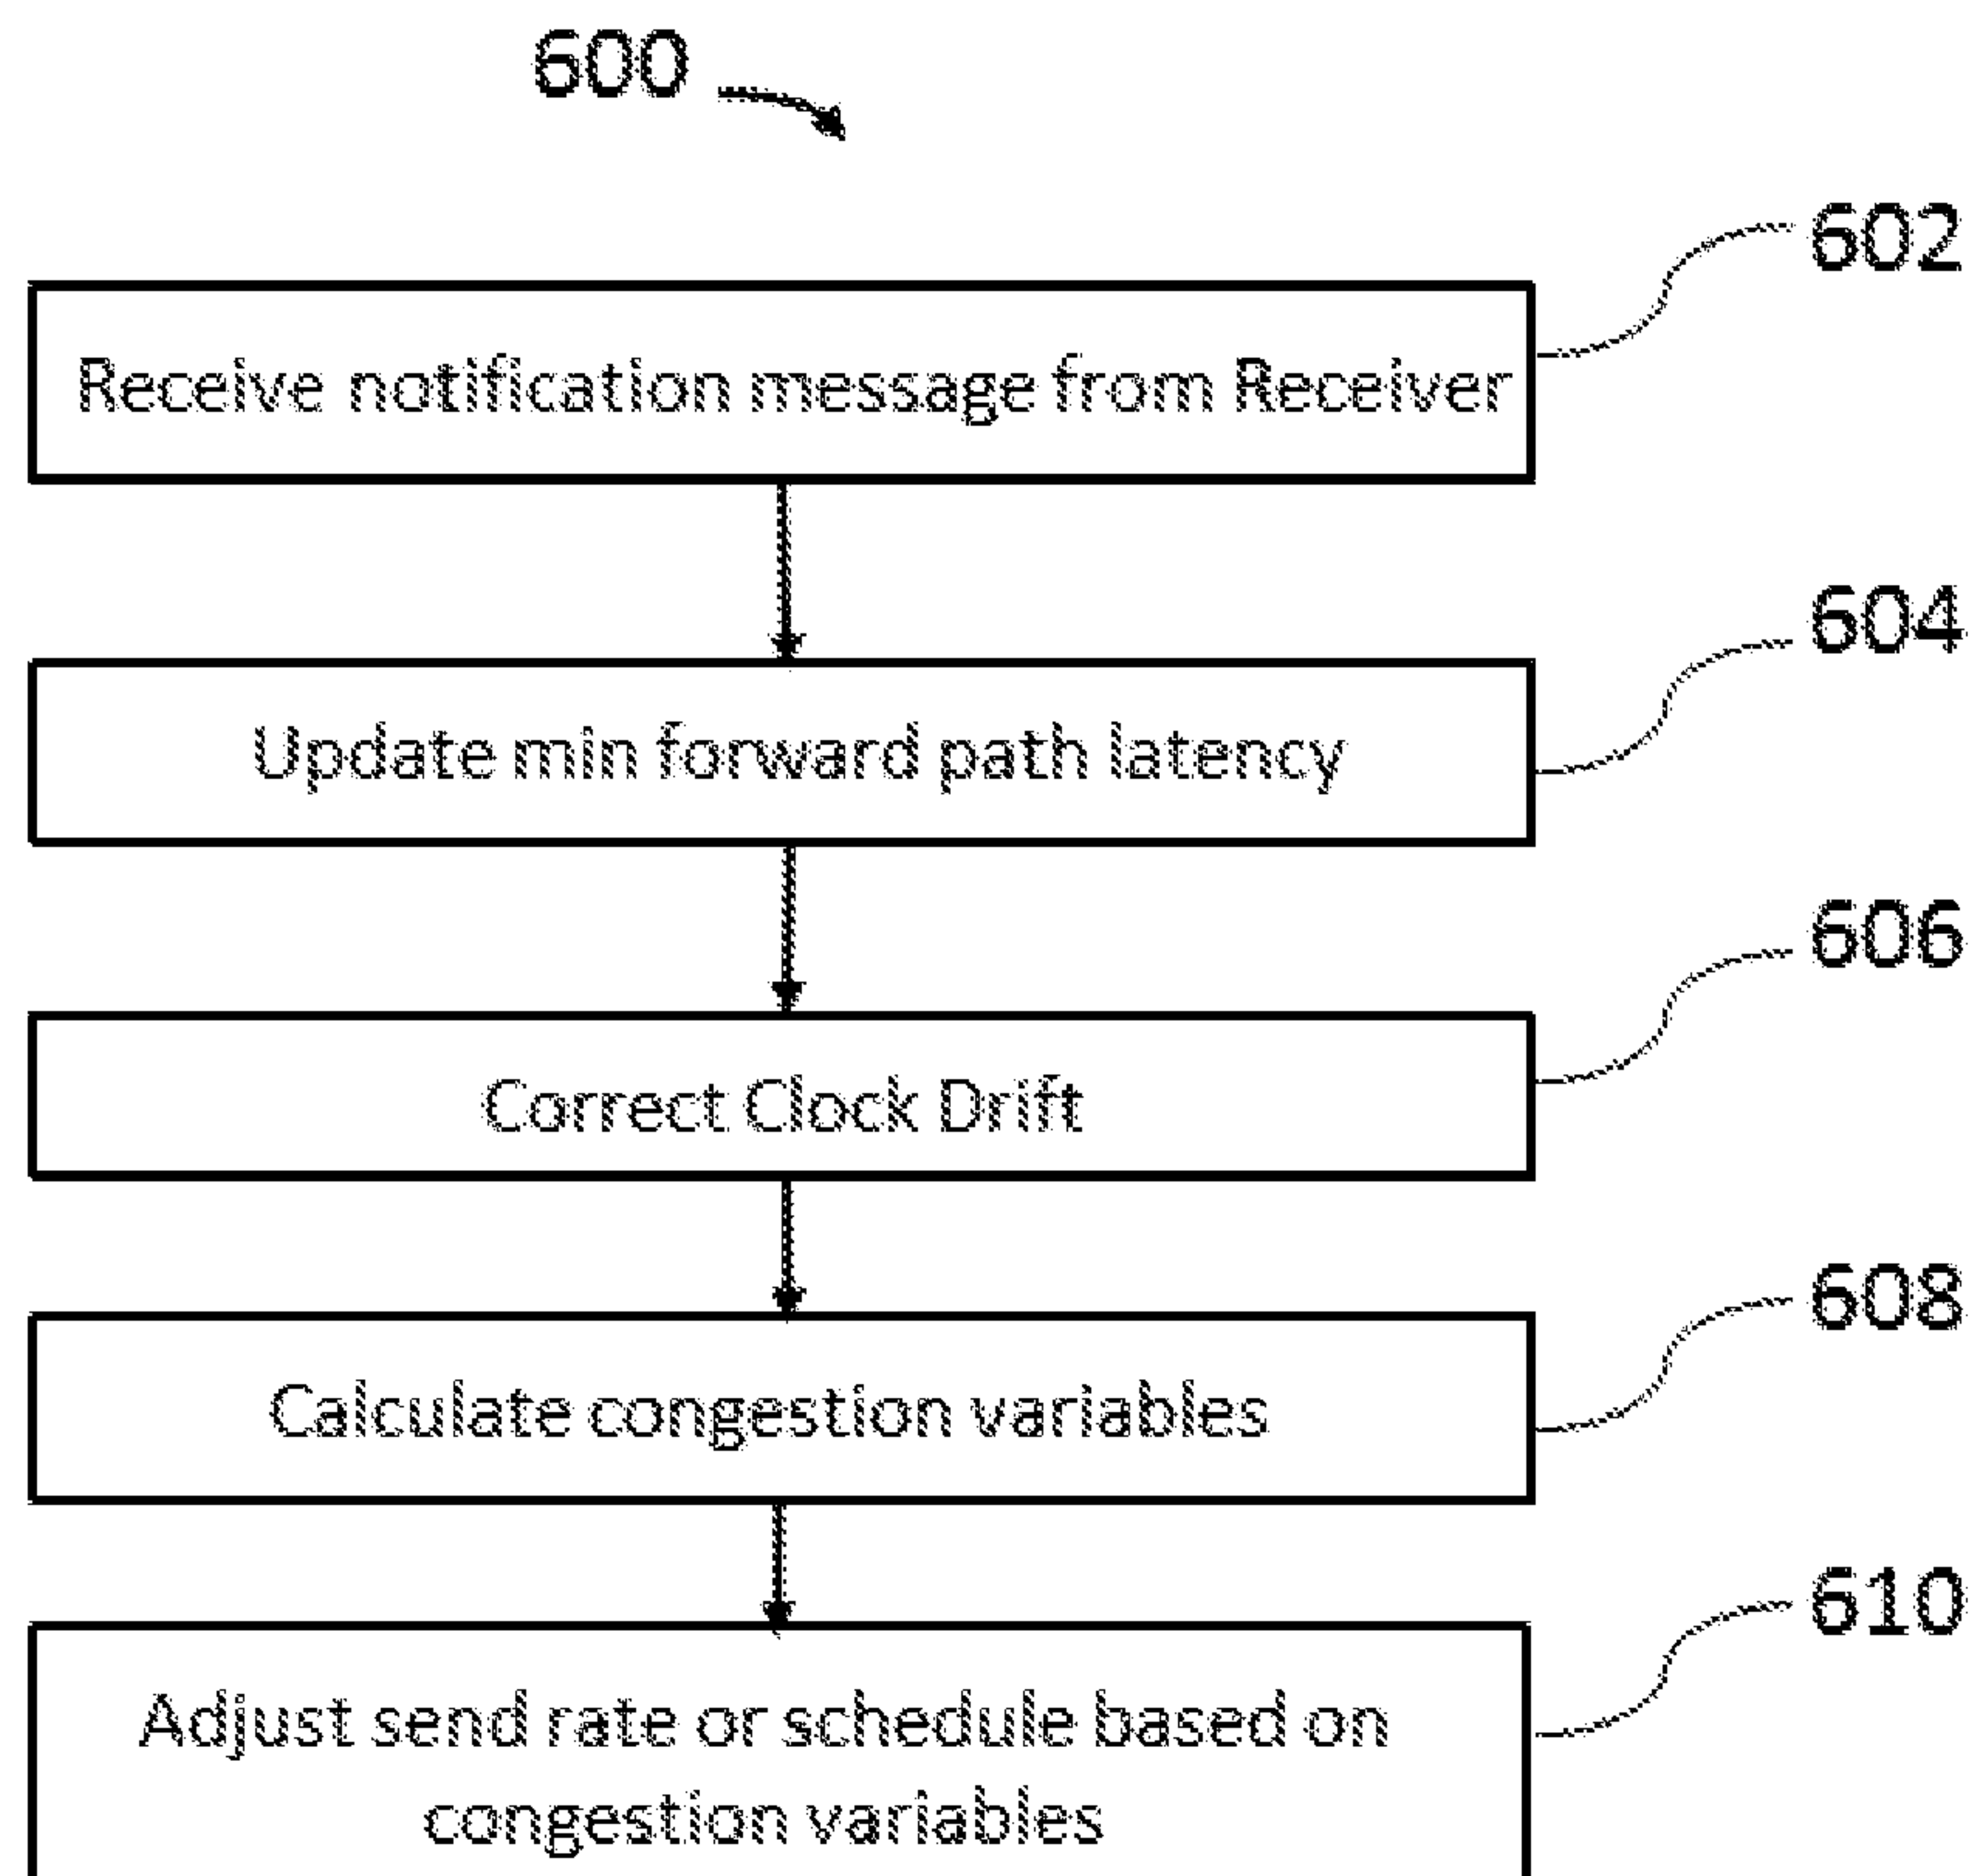 600
602
Receive notification message from Receiver
604
Update min forward path latency
606
Correct Clock Drift
608
Calculate congestion variables
610
Adjust send rate or schedule based on
congestion variables